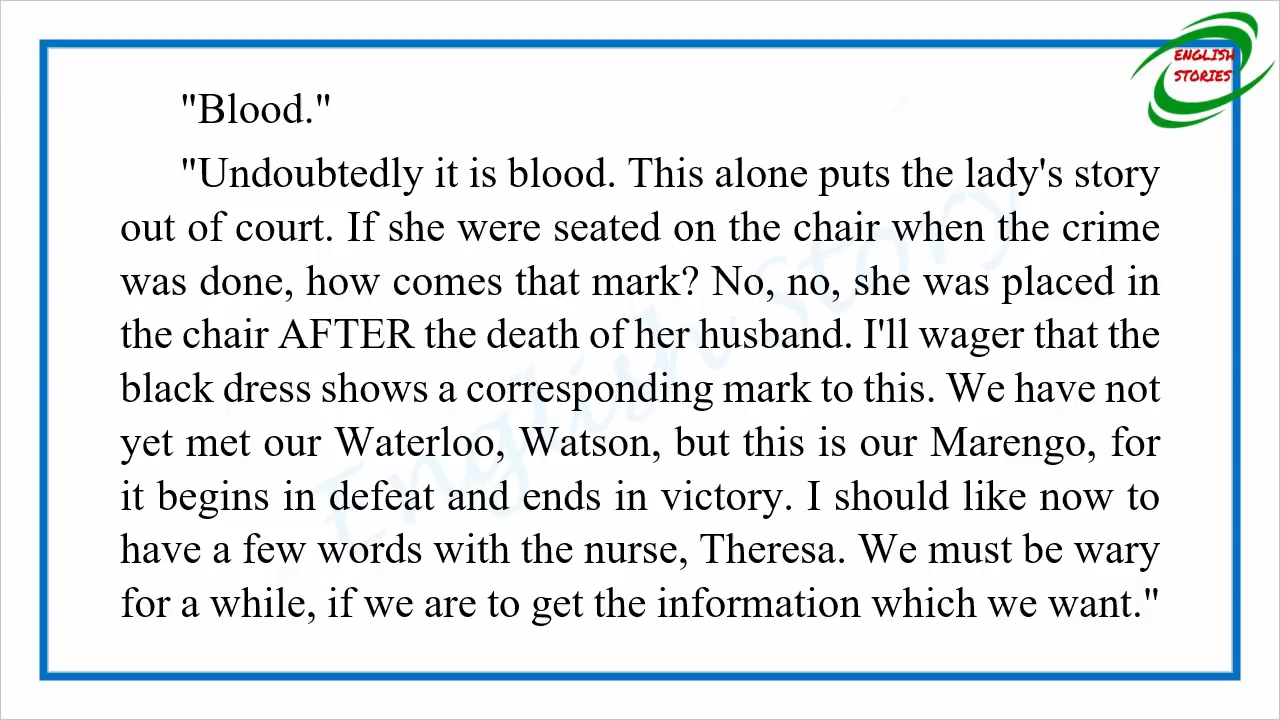 ENGLISH
STORIES
"Blood."
"Undoubtedly it is blood. This alone puts the lady's story
out of court. If she were seated on the chair when the crime
was done, how comes that mark? No, no, she was placed in
the chair AFTER the death of her husband. I'll wager that the
black dress shows a corresponding mark to this. We have not
yet met our Waterloo, Watson, but this is our Marengo, for
it begins in defeat and ends in victory. I should like now to
have a few words with the nurse, Theresa. We must be wary
for a while, if we are to get the information which we want."
English Story